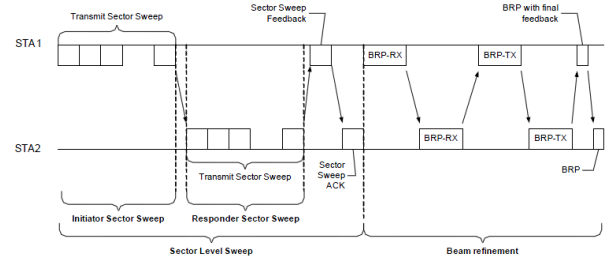 Transmit Sector Sweep
Sector Sweep
Feedback
BRP with final
feedback
STA1
BRP-RX
BRP-TX
STA2
BRP-RX
BRP-TX
Transmit Sector Sweep
Sector
Sweep
ACK
BRP
Initiator Sector Sweep
Responder Sector Sweep
Sector Level Sweep
Beam refinement